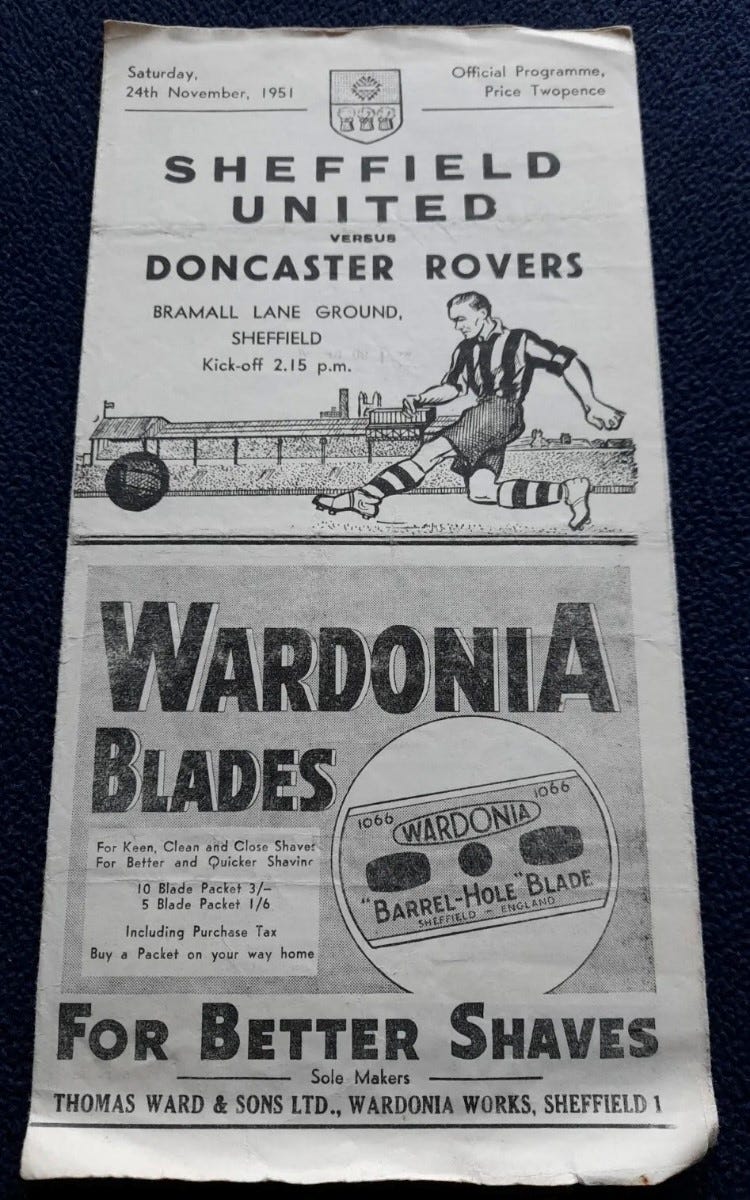 Saturday,
24th November, 1951
Official Programme,
Price Twopence
SHEFFIELD
UNITED
VERSUS
DONCASTER ROVERS
BRAMALL LANE GROUND,
SHEFFIELD
Kick-off 2.15 p.m.
WARDONIA
BLADES
For Keen, Clean and Close Shaves
For Better and Quicker Shaving
10 Blade Packet 3/-
5 Blade Packet 1/6
Including Purchase Tax
Buy a Packet on your way home
1066 WARDONIA 1066
"BARREL-HOLE" BLADE
SHEFFIELD - ENGLAND
FOR BETTER SHAVES
Sole Makers
THOMAS WARD & SONS LTD., WARDONIA WORKS, SHEFFIELD 1